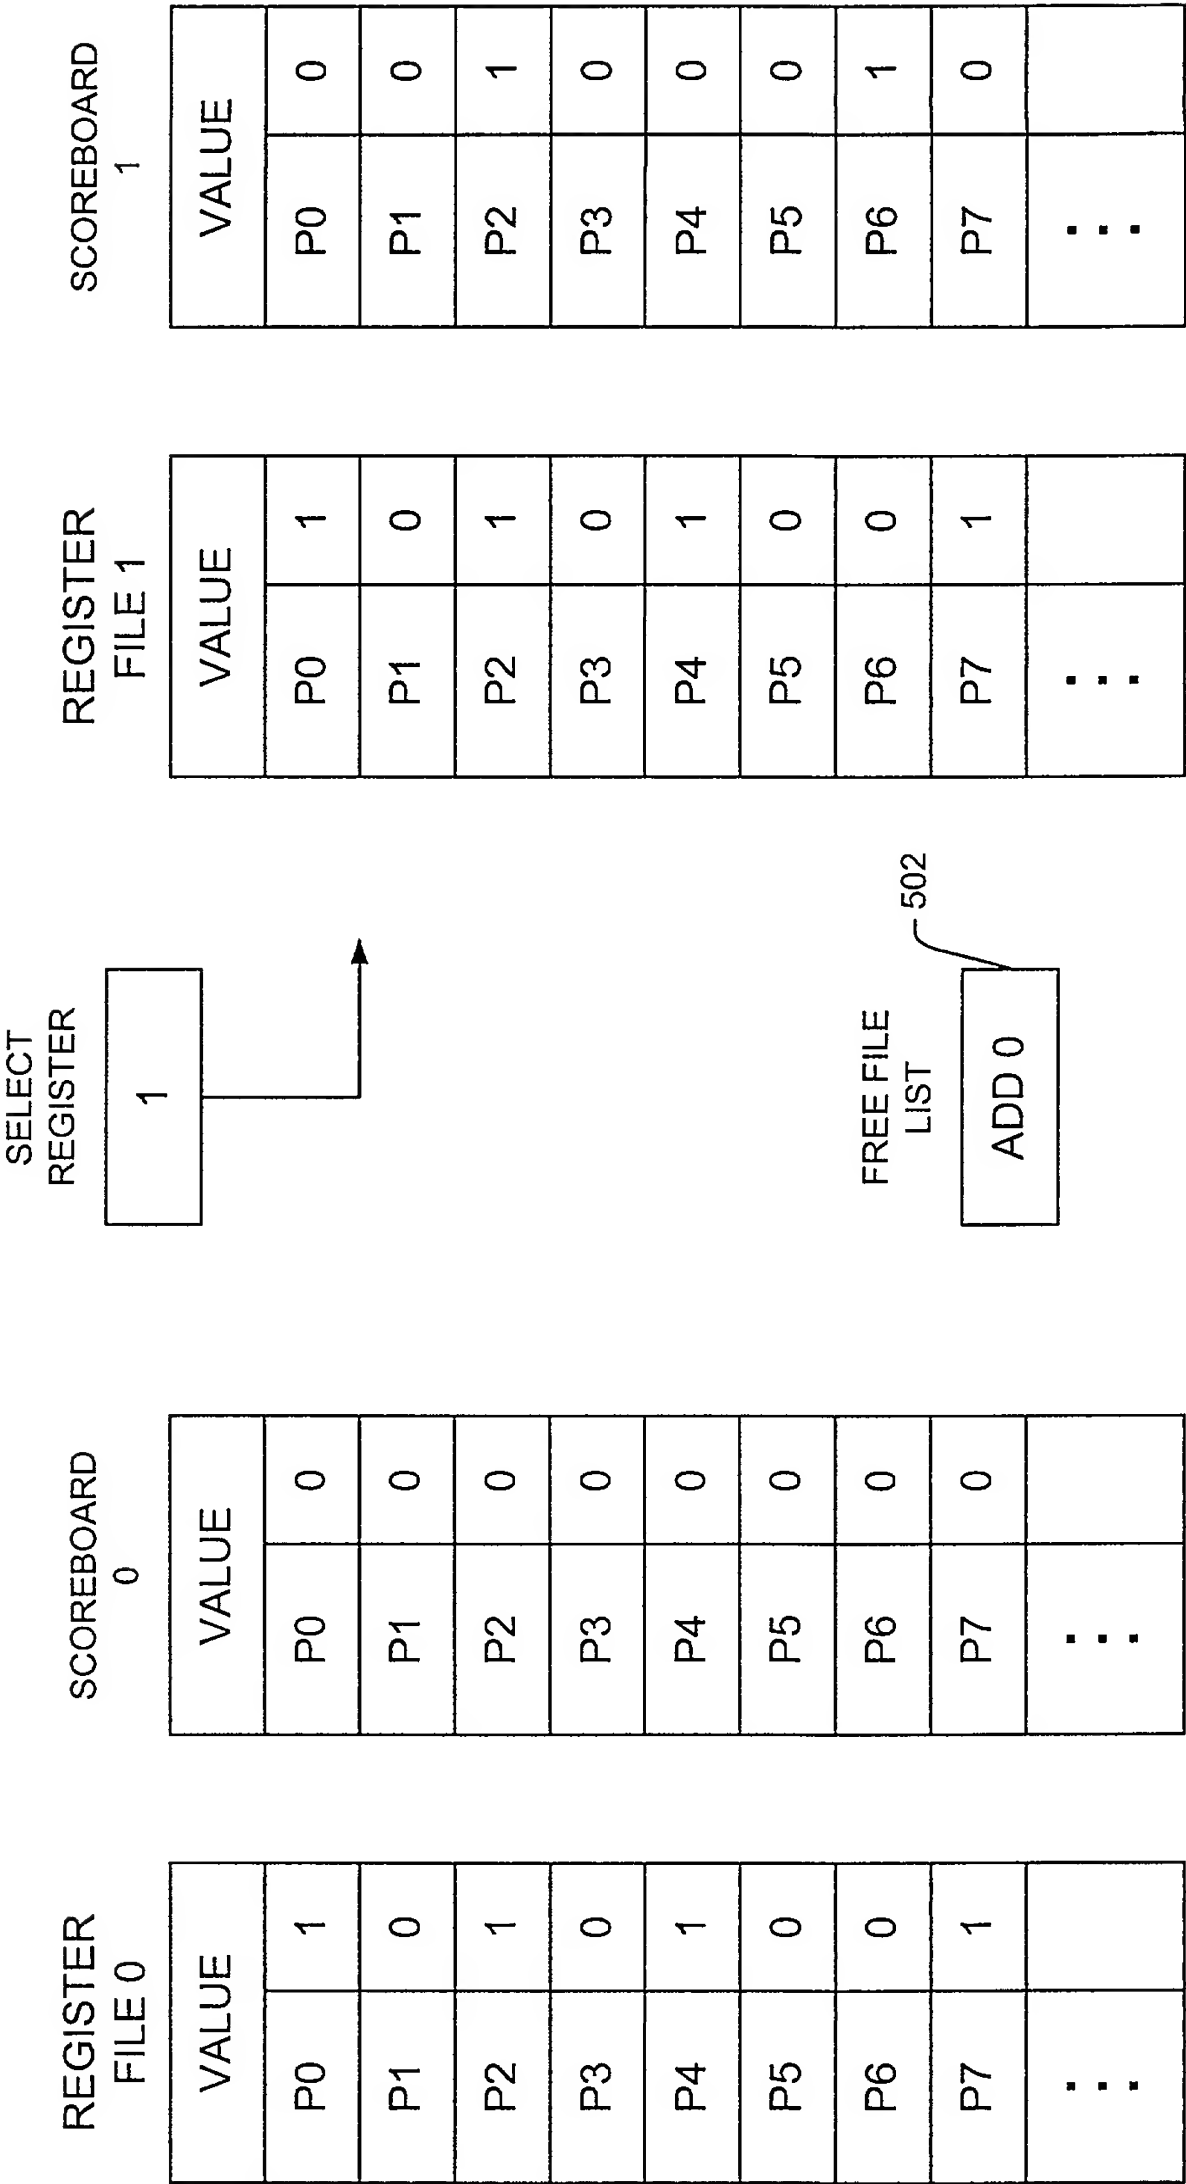 REGISTER
FILE 0
VALUE
P0 1
P1 0
P2 1
P3 0
P4 1
P5 0
P6 0
P7 1
...
SCOREBOARD
0
VALUE
P0 0
P1 0
P2 0
P3 0
P4 0
P5 0
P6 0
P7 0
...
SELECT
REGISTER
1
FREE FILE
LIST
ADD 0
502
REGISTER
FILE 1
VALUE
P0 1
P1 0
P2 1
P3 0
P4 1
P5 0
P6 0
P7 1
...
SCOREBOARD
1
VALUE
P0 0
P1 0
P2 1
P3 0
P4 0
P5 0
P6 1
P7 0
...